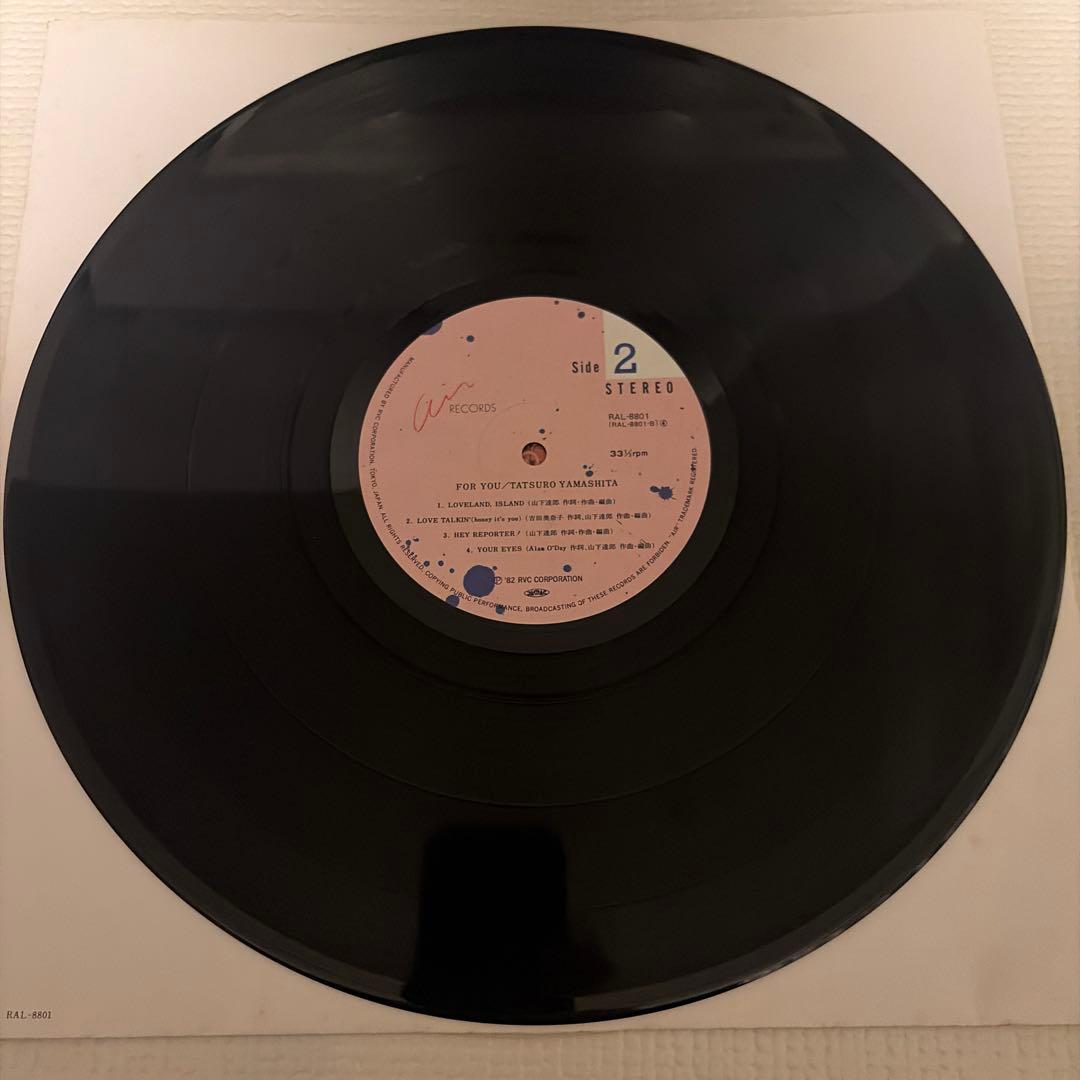 Side 2
STEREO
air RECORDS
RAL-8801
(RAL-8801-B) ④
33⅓rpm
FOR YOU/TATSURO YAMASHITA
1. LOVELAND, ISLAND (山下達郎 作詞・作曲・編曲)
2. LOVE TALKIN' (honey it's you) (吉田美奈子 作詞、山下達郎 作曲・編曲)
3. HEY REPORTER! (山下達郎 作詞・作曲・編曲)
4. YOUR EYES (Alan O'Day 作詞、山下達郎 作曲・編曲)
Ⓟ '82 RVC CORPORATION
JASRAC
MANUFACTURED BY RVC CORPORATION, TOKYO, JAPAN. ALL RIGHTS RESERVED. COPYING PUBLIC PERFORMANCE, BROADCASTING OF THESE RECORDS ARE FORBIDDEN. "AIR" TRADEMARK REGISTERED.
RAL-8801